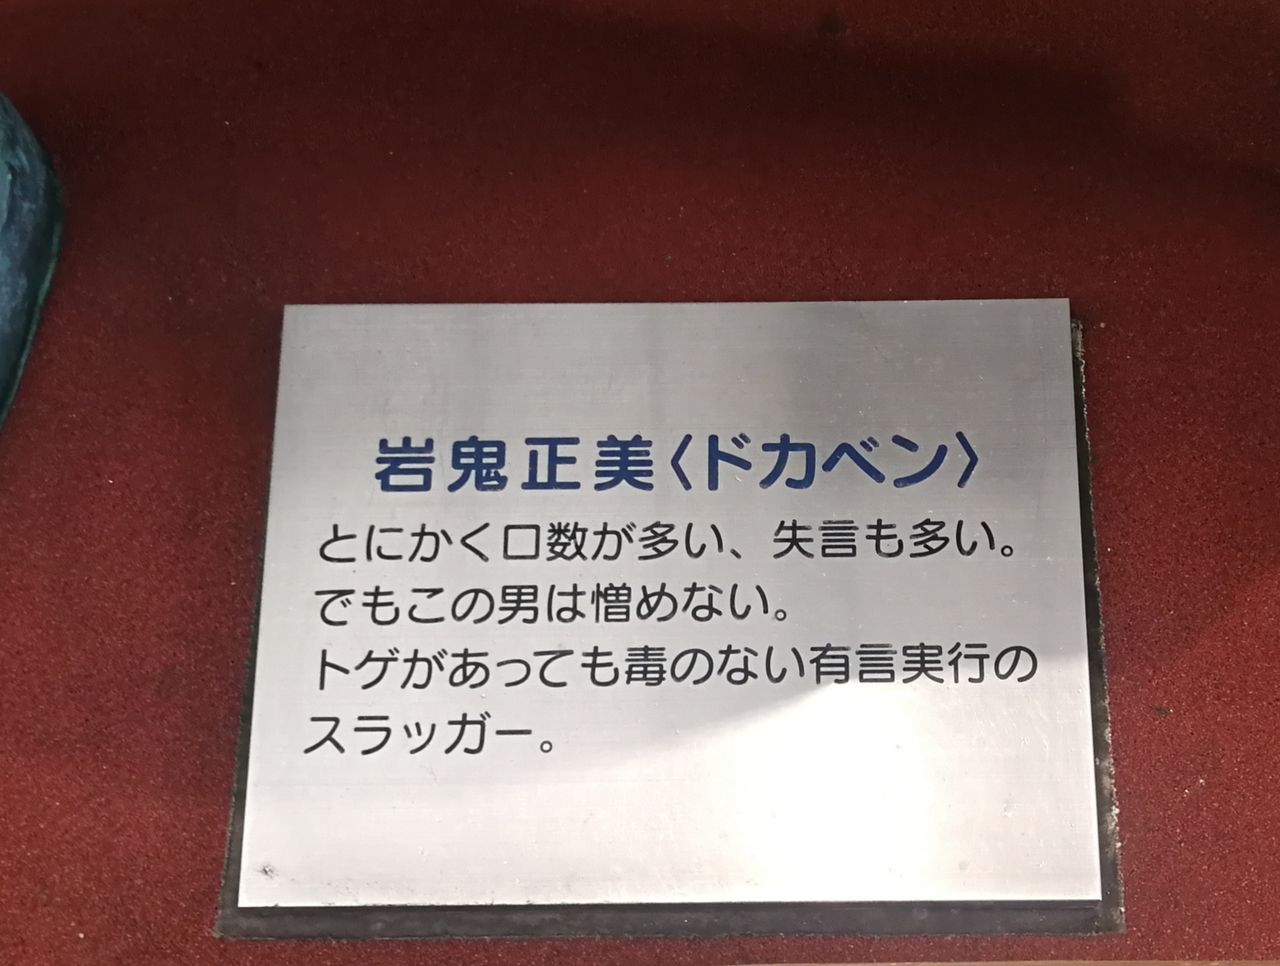 岩鬼正美〈ドカベン〉
とにかく口数が多い、失言も多い。
でもこの男は憎めない。
トゲがあっても毒のない有言実行の
スラッガー。